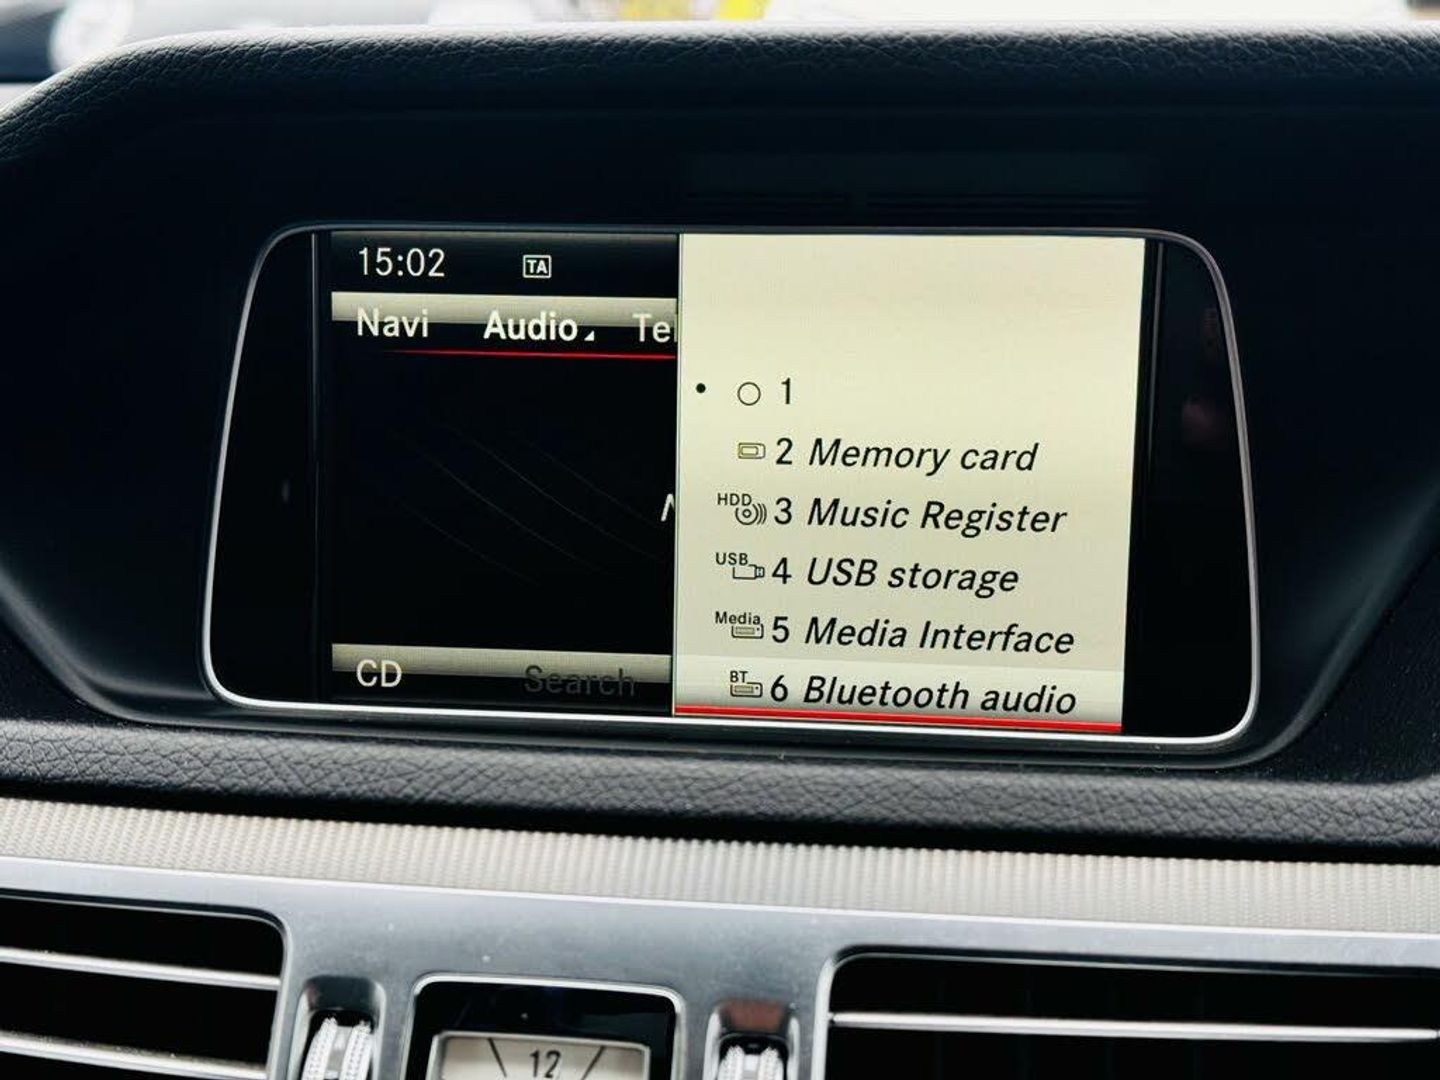 15:02 TA
Navi Audio Te
1
2 Memory card
HDD 3 Music Register
USB 4 USB storage
Media 5 Media Interface
BT 6 Bluetooth audio
CD Search
12